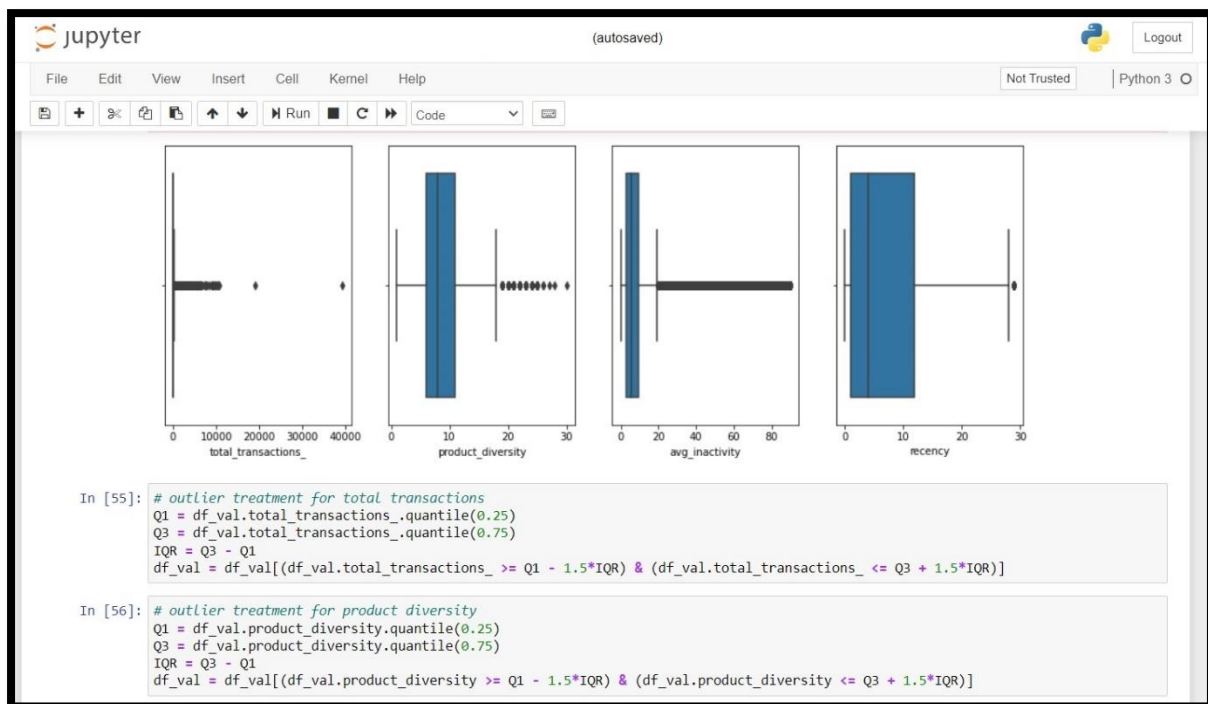 jupyter
(autosaved)
Logout
File Edit View Insert Cell Kernel Help
Not Trusted
Python 3
Run
Code
0 10000 20000 30000 40000
total_transactions_
0 10 20 30
product_diversity
0 20 40 60 80
avg_inactivity
0 10 20 30
recency
In [55]: # outlier treatment for total transactions
Q1 = df_val.total_transactions_.quantile(0.25)
Q3 = df_val.total_transactions_.quantile(0.75)
IQR = Q3 - Q1
df_val = df_val[(df_val.total_transactions_ >= Q1 - 1.5*IQR) & (df_val.total_transactions_ <= Q3 + 1.5*IQR)]
In [56]: # outlier treatment for product diversity
Q1 = df_val.product_diversity.quantile(0.25)
Q3 = df_val.product_diversity.quantile(0.75)
IQR = Q3 - Q1
df_val = df_val[(df_val.product_diversity >= Q1 - 1.5*IQR) & (df_val.product_diversity <= Q3 + 1.5*IQR)]